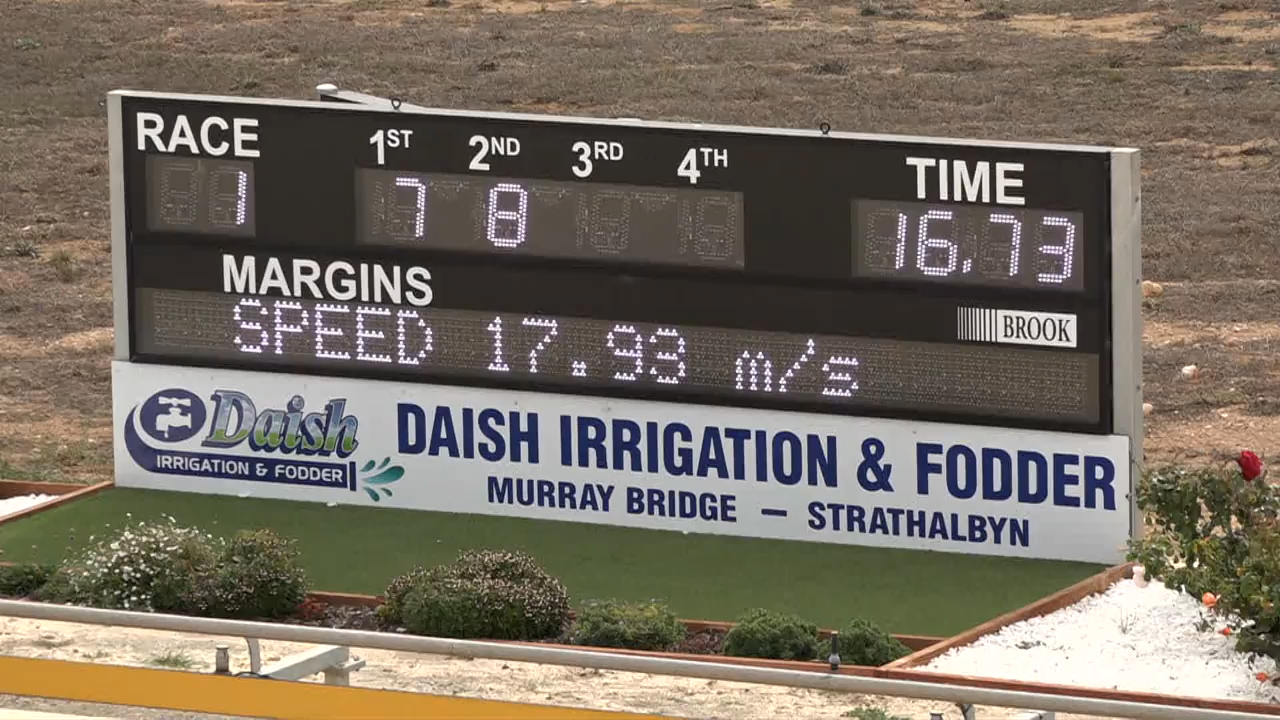 RACE 1ST 2ND 3RD 4TH TIME
1 7 8 16.73
MARGINS
BROOK
SPEED 17.93 m/s
Daish
IRRIGATION & FODDER
DAISH IRRIGATION & FODDER
MURRAY BRIDGE – STRATHALBYN